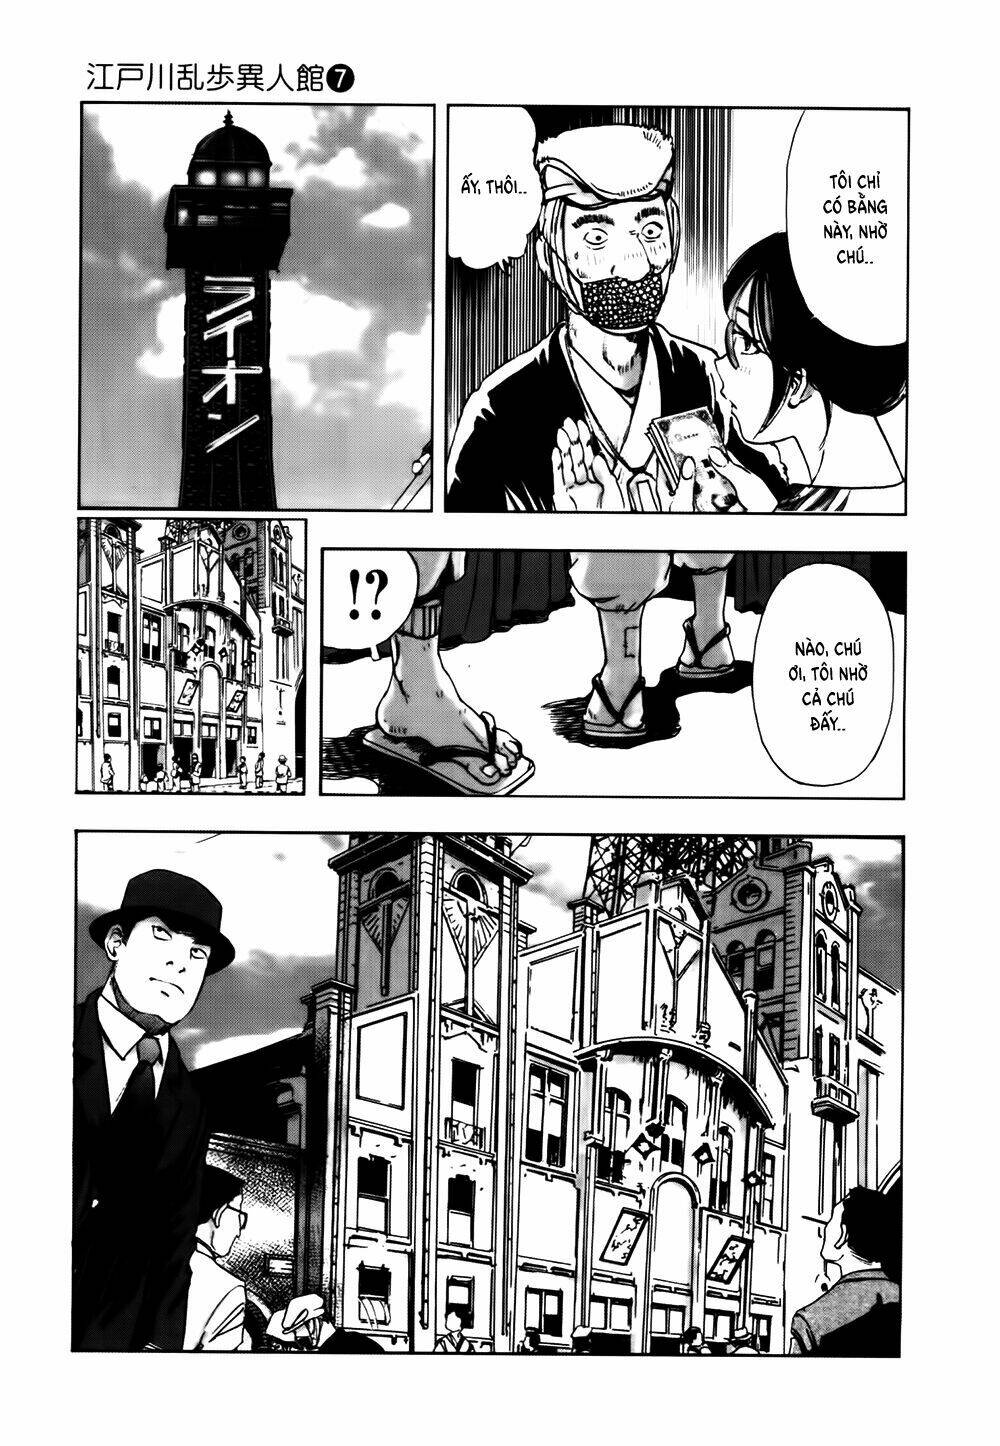 江戸川乱歩異人館❼
TÔI CHỈ
CÓ BẰNG
NÀY, NHỜ
CHÚ..
ẤY, THÔI..
ライオン
NÀO, CHÚ
ƠI, TÔI NHỜ
CẢ CHÚ
ĐẤY..
!?